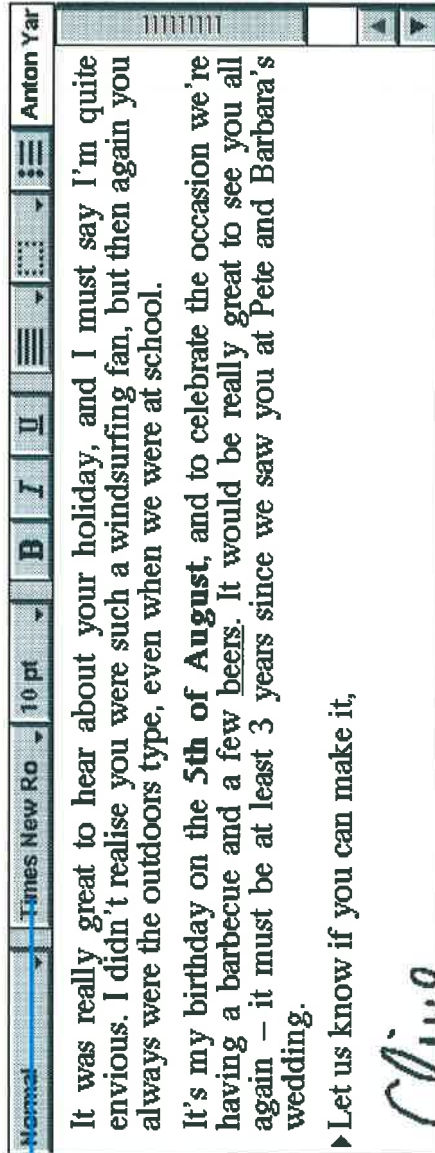 Normal Times New Ro 10 pt B I U Anton Yar
It was really great to hear about your holiday, and I must say I'm quite
envious. I didn't realise you were such a windsurfing fan, but then again you
always were the outdoors type, even when we were at school.
It's my birthday on the 5th of August, and to celebrate the occasion we're
having a barbecue and a few beers. It would be really great to see you all
again – it must be at least 3 years since we saw you at Pete and Barbara's
wedding.
Let us know if you can make it,
Clive